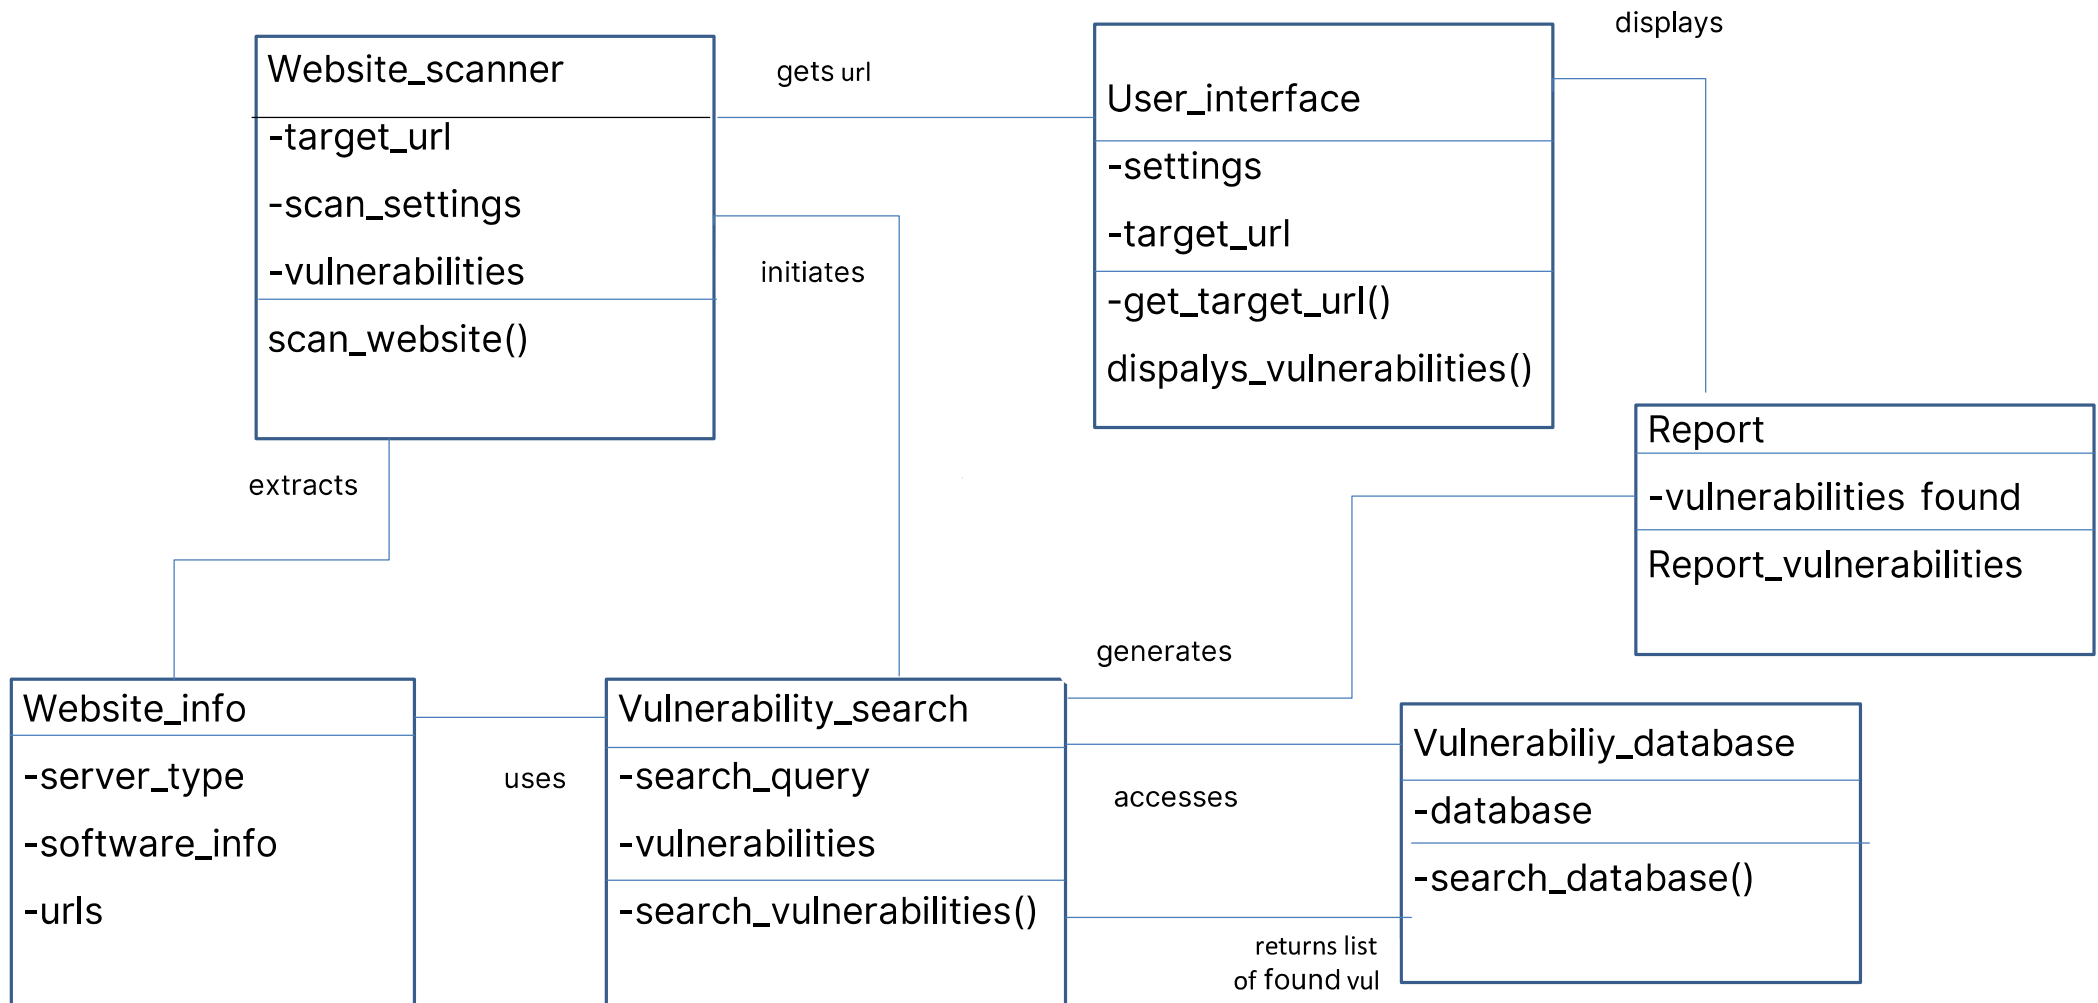 displays
Website_scanner
-target_url
-scan_settings
-vulnerabilities
scan_website()
gets url
initiates
User_interface
-settings
-target_url
-get_target_url()
dispalys_vulnerabilities()
extracts
Report
-vulnerabilities found
Report_vulnerabilities
generates
Website_info
-server_type
-software_info
-urls
uses
Vulnerability_search
-search_query
-vulnerabilities
-search_vulnerabilities()
accesses
returns list
of found vul
Vulnerabiliy_database
-database
-search_database()